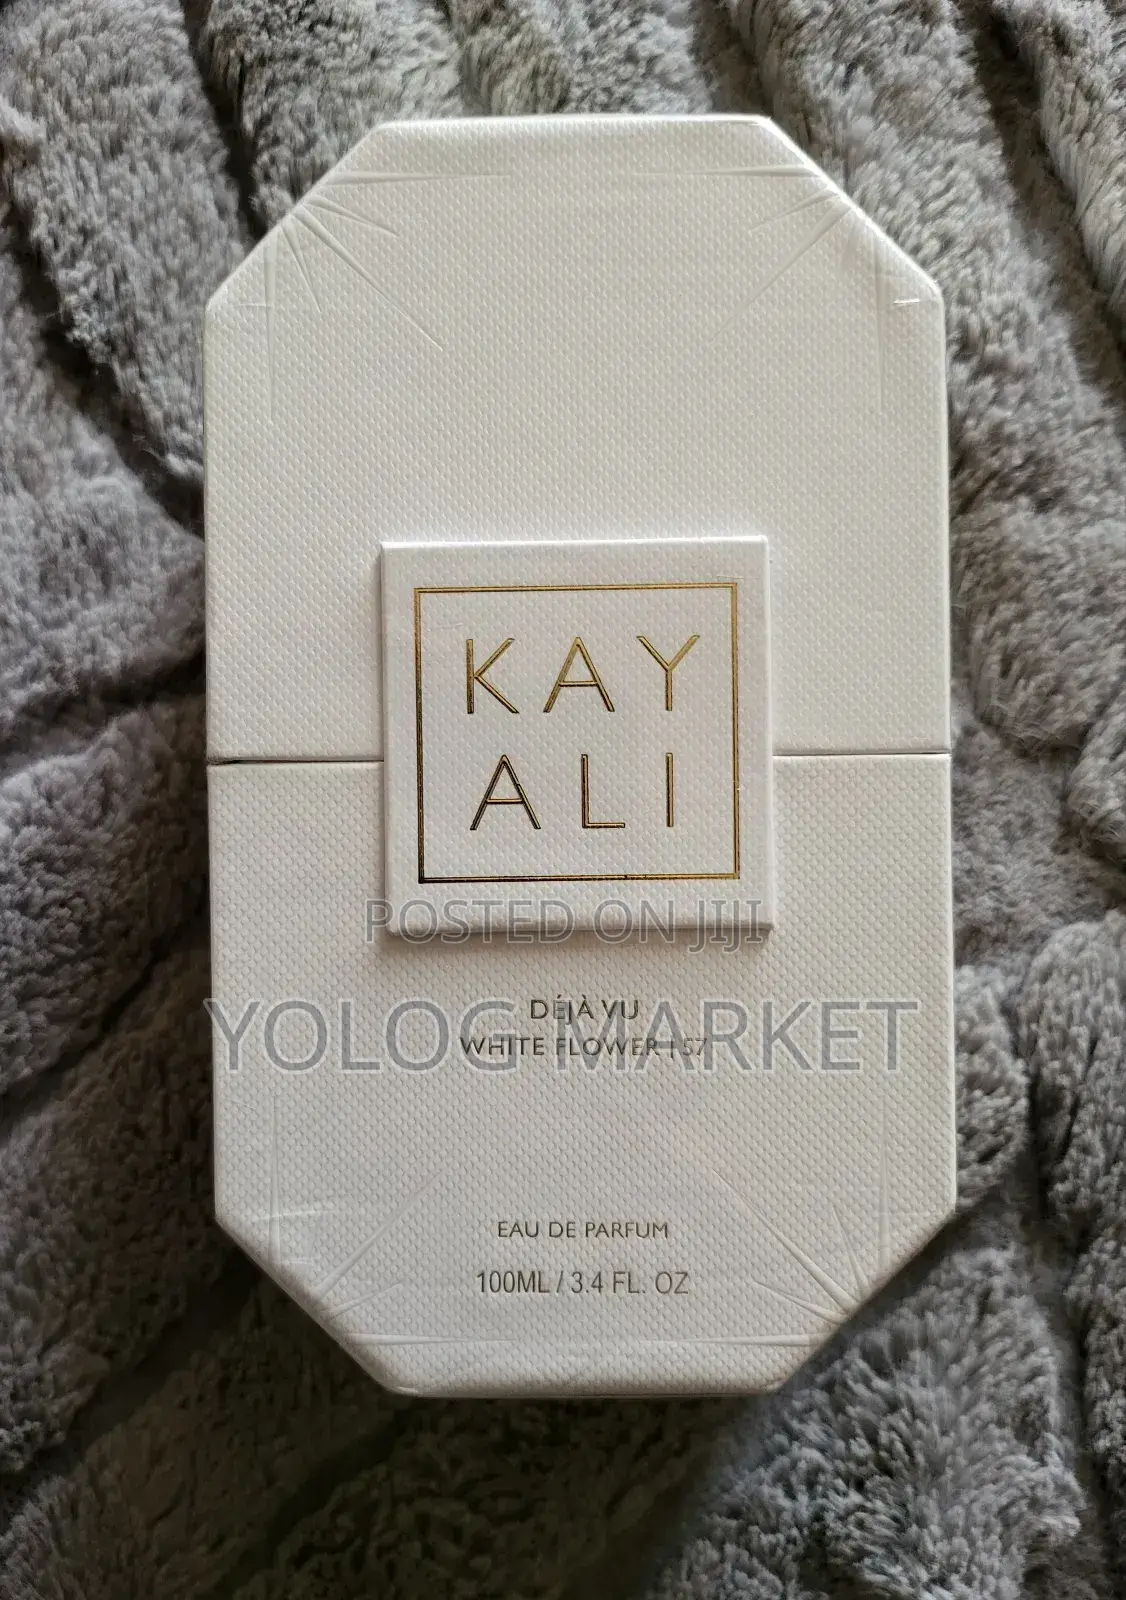 KAY
ALI
POSTED ON JIJI
YOLOG MARKET
DÉJÀ VU
WHITE FLOWER | 57
EAU DE PARFUM
100ML / 3.4 FL. OZ